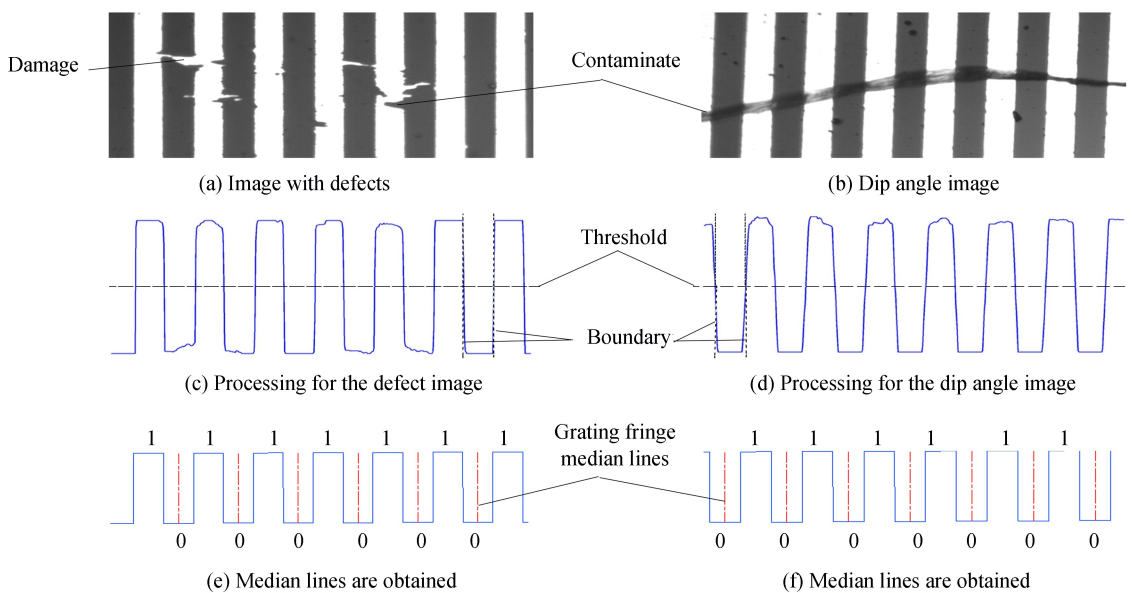 Damage
Contaminate
(a) Image with defects
(b) Dip angle image
Threshold
Boundary
(c) Processing for the defect image
(d) Processing for the dip angle image
1 1 1 1 1 1 1
Grating fringe
median lines
1 1 1 1 1 1
0 0 0 0 0 0
0 0 0 0 0 0 0
(e) Median lines are obtained
(f) Median lines are obtained